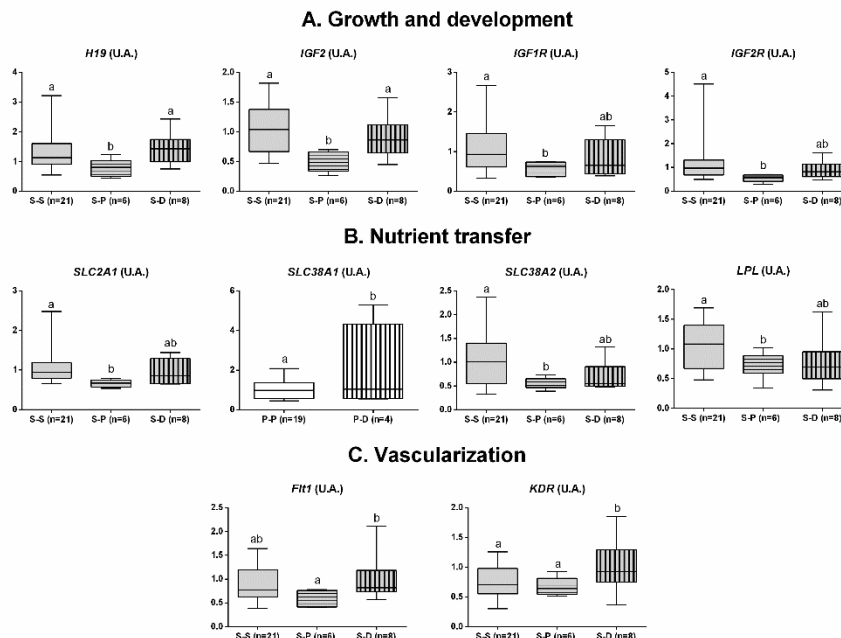 A. Growth and development
H19 (U.A.) IGF2 (U.A.) IGF1R (U.A.) IGF2R (U.A.)
4 2.0 3 5
a a a a
3 1.5 4
a a ab ab
2 1.0 2 3
b b b b
1 0.5 1 2
1
0 0.0 0 0
S-S (n=21) S-P (n=6) S-D (n=8) S-S (n=21) S-P (n=6) S-D (n=8) S-S (n=21) S-P (n=6) S-D (n=8) S-S (n=21) S-P (n=6) S-D (n=8)
B. Nutrient transfer
SLC2A1 (U.A.) SLC38A1 (U.A.) SLC38A2 (U.A.) LPL (U.A.)
3 6 2.5 2.0
a b a a
2 4 2.0 1.5
ab a ab ab
1 2 1.5 1.0
b b b
1.0 0.5
0.5
0 0 0.0 0.0
S-S (n=21) S-P (n=6) S-D (n=8) P-P (n=19) P-D (n=4) S-S (n=21) S-P (n=6) S-D (n=8) S-S (n=21) S-P (n=6) S-D (n=8)
C. Vascularization
Flt1 (U.A.) KDR (U.A.)
2.5 2.0
b b
2.0 1.5
ab a a
1.5 1.0
a
1.0 0.5
0.5
0.0 0.0
S-S (n=21) S-P (n=6) S-D (n=8) S-S (n=21) S-P (n=6) S-D (n=8)